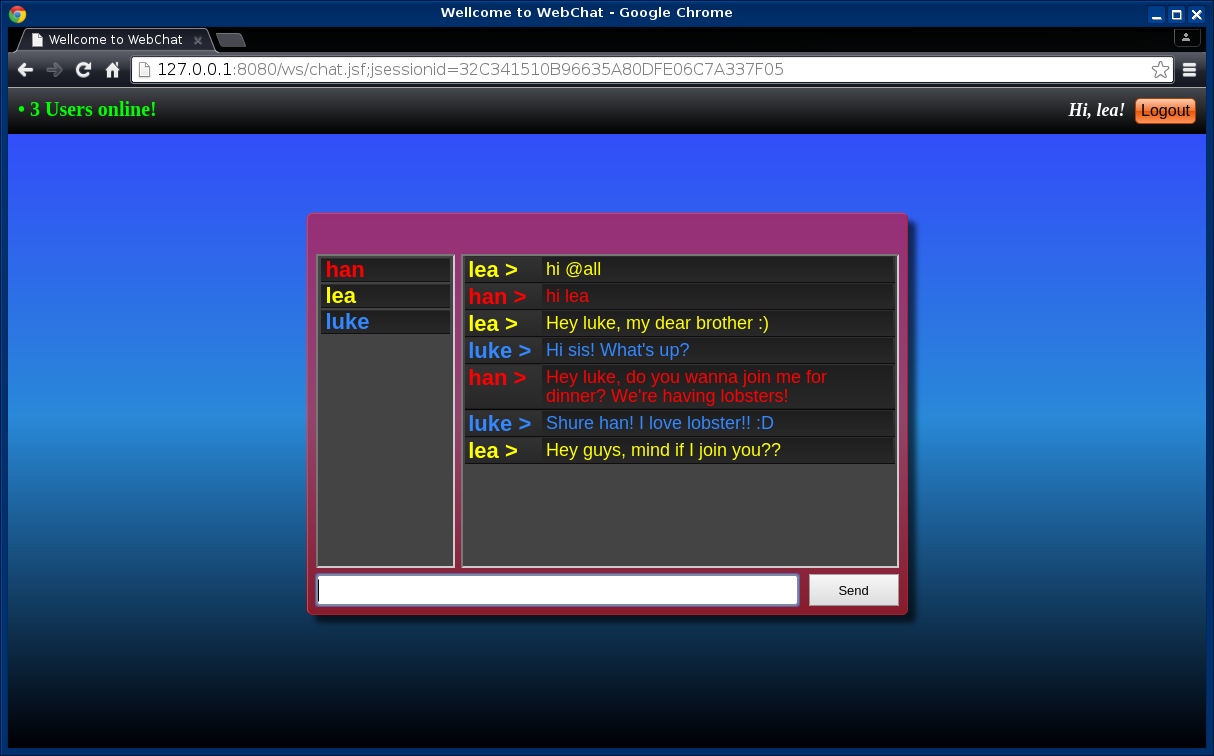 Wellcome to WebChat - Google Chrome
Wellcome to WebChat
127.0.0.1:8080/ws/chat.jsf;jsessionid=32C341510B96635A80DFE06C7A337F05
• 3 Users online!
Hi, lea! Logout
han
lea
luke
lea > hi @all
han > hi lea
lea > Hey luke, my dear brother :)
luke > Hi sis! What's up?
han > Hey luke, do you wanna join me for
dinner? We're having lobsters!
luke > Shure han! I love lobster!! :D
lea > Hey guys, mind if I join you??
Send